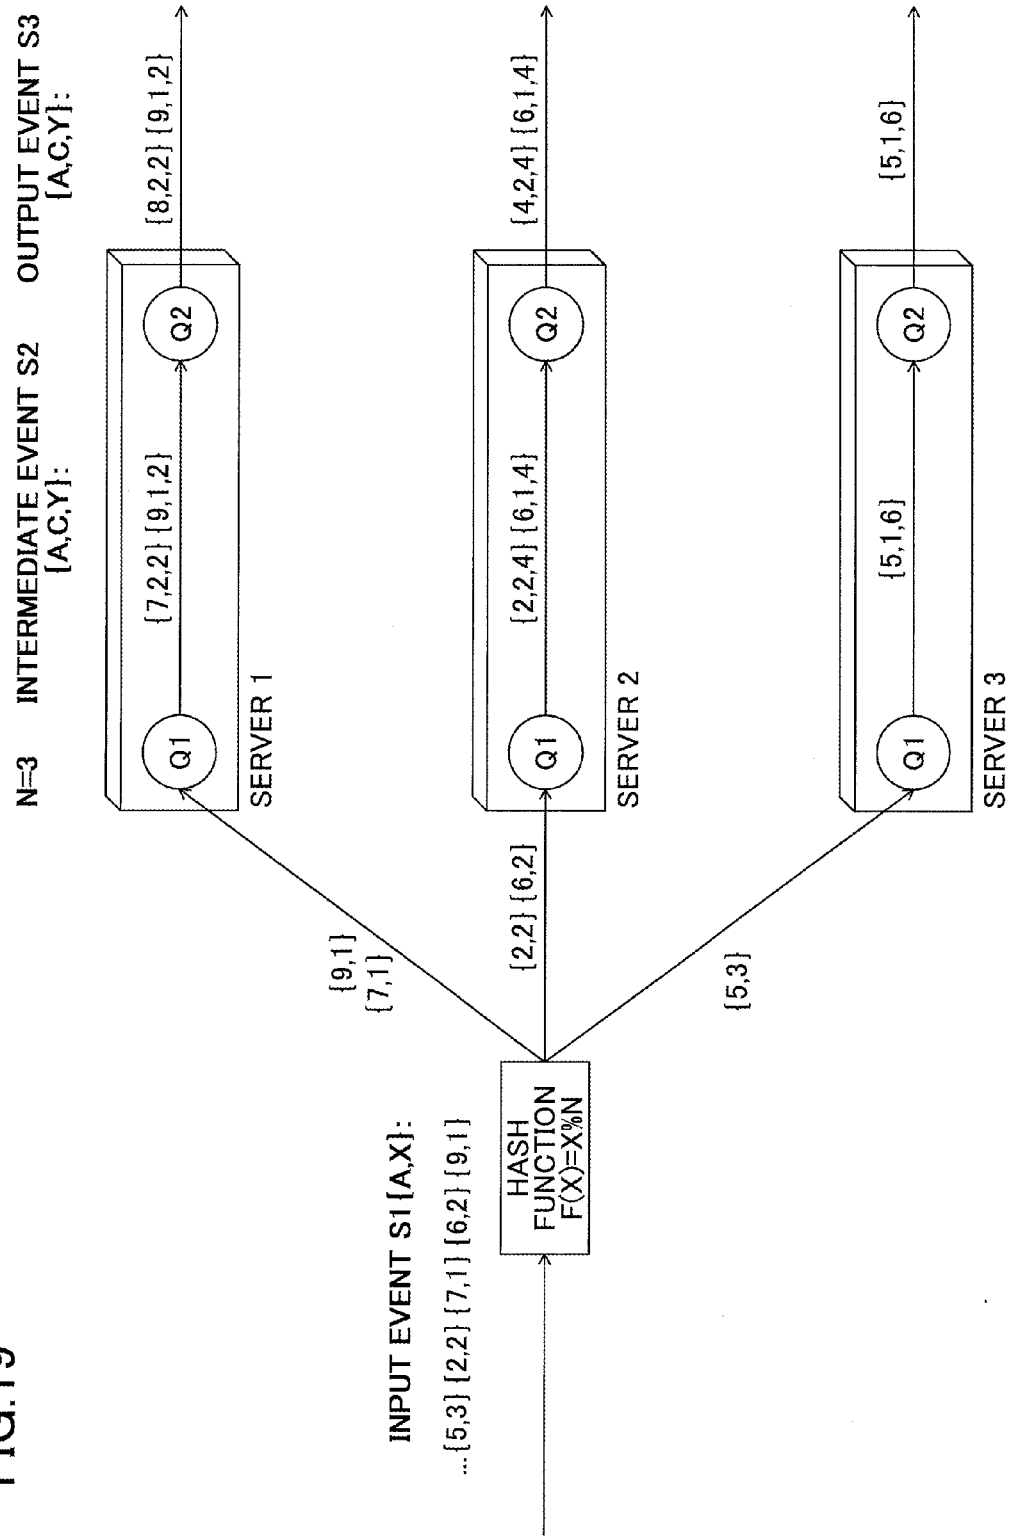 FIG.19
N=3
INTERMEDIATE EVENT S2
{A,C,Y}:
OUTPUT EVENT S3
{A,C,Y}:
INPUT EVENT S1{A,X}:
...{5,3} {2,2} {7,1} {6,2} {9,1}
HASH
FUNCTION
F(X)=X%N
{9,1}
{7,1}
{2,2} {6,2}
{5,3}
Q1
{7,2,2} {9,1,2}
Q2
{8,2,2} {9,1,2}
SERVER 1
Q1
{2,2,4} {6,1,4}
Q2
{4,2,4} {6,1,4}
SERVER 2
Q1
{5,1,6}
Q2
{5,1,6}
SERVER 3